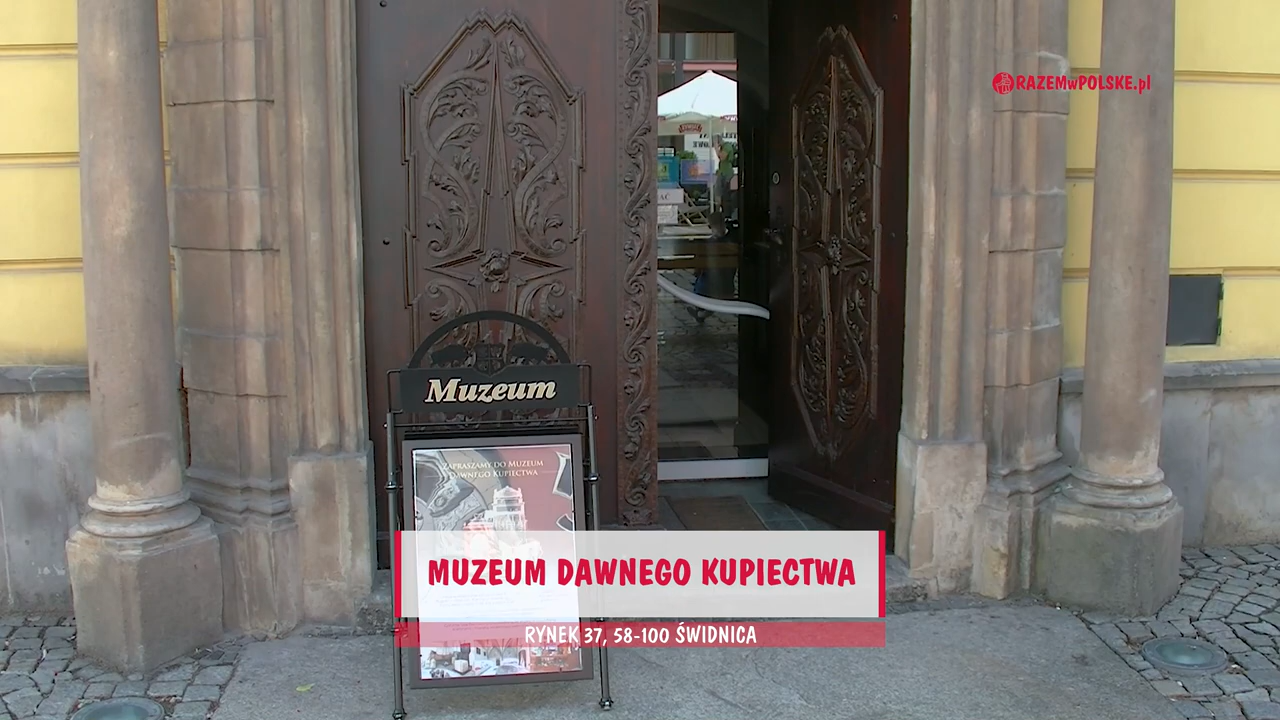 RAZEMwPOLSKE.pl
Muzeum
Zapraszamy do Muzeum
Dawnego Kupiectwa
MUZEUM DAWNEGO KUPIECTWA
RYNEK 37, 58-100 ŚWIDNICA